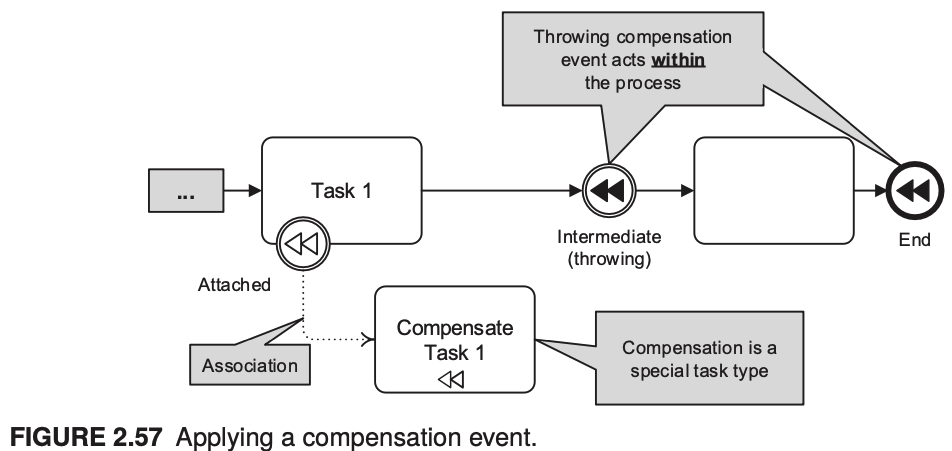 Throwing compensation
event acts within
the process
...
Task 1
Intermediate
(throwing)
End
Attached
Association
Compensate
Task 1
Compensation is a
special task type
FIGURE 2.57 Applying a compensation event.